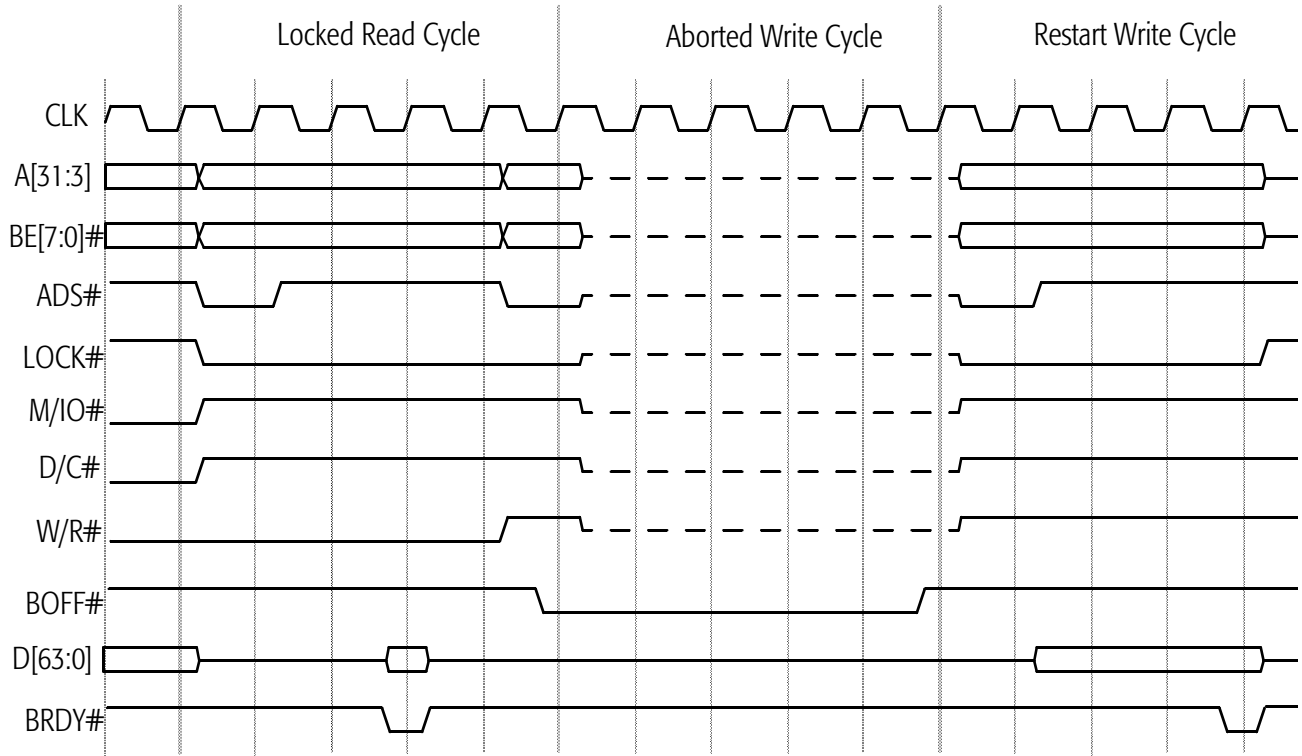 Locked Read Cycle Aborted Write Cycle Restart Write Cycle
CLK
A[31:3]
BE[7:0]#
ADS#
LOCK#
M/IO#
D/C#
W/R#
BOFF#
D[63:0]
BRDY#